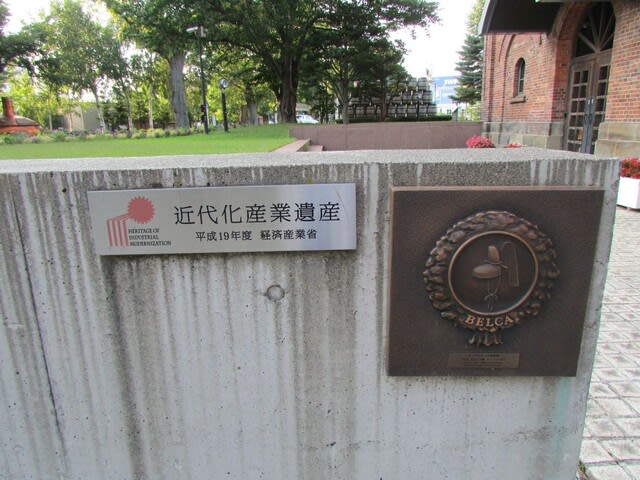 HERITAGE OF
INDUSTRIAL
MODERNIZATION
近代化産業遺産
平成19年度 経済産業省
BELCA